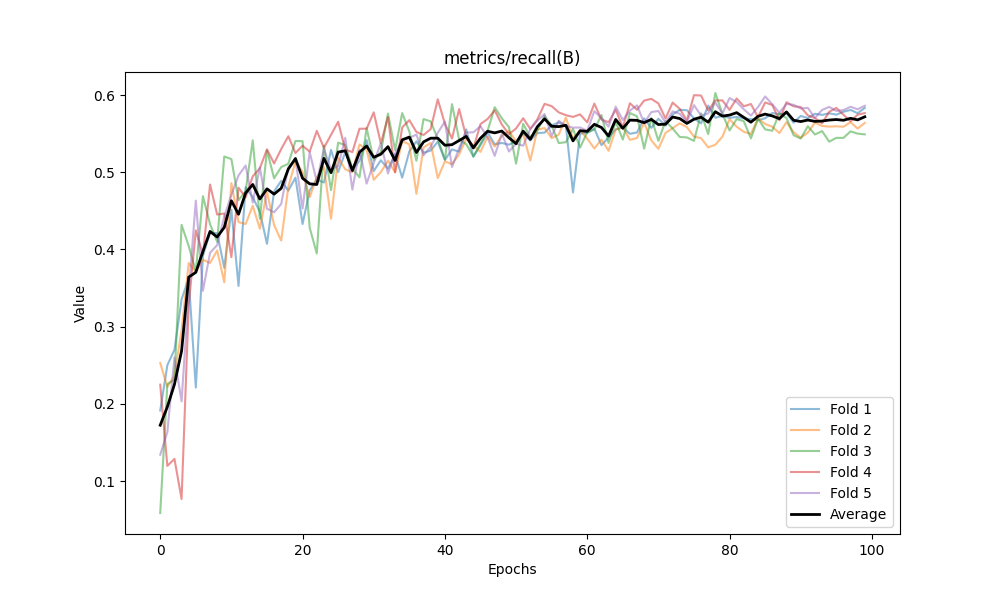 metrics/recall(B)
Value
0.6
0.5
0.4
0.3
0.2
0.1
0 20 40 60 80 100
Epochs
Fold 1
Fold 2
Fold 3
Fold 4
Fold 5
Average